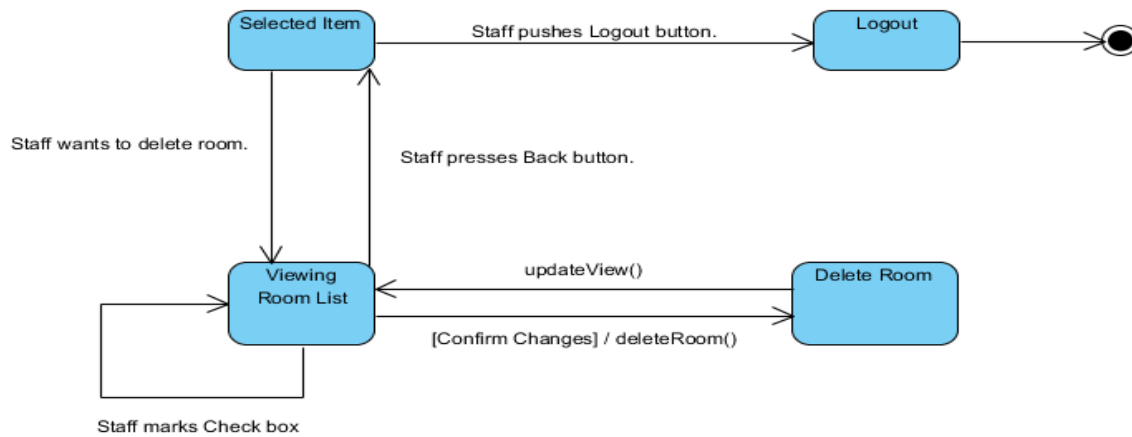 Selected Item
Staff pushes Logout button.
Logout
Staff wants to delete room.
Staff presses Back button.
Viewing
Room List
updateView()
Delete Room
[Confirm Changes] / deleteRoom()
Staff marks Check box